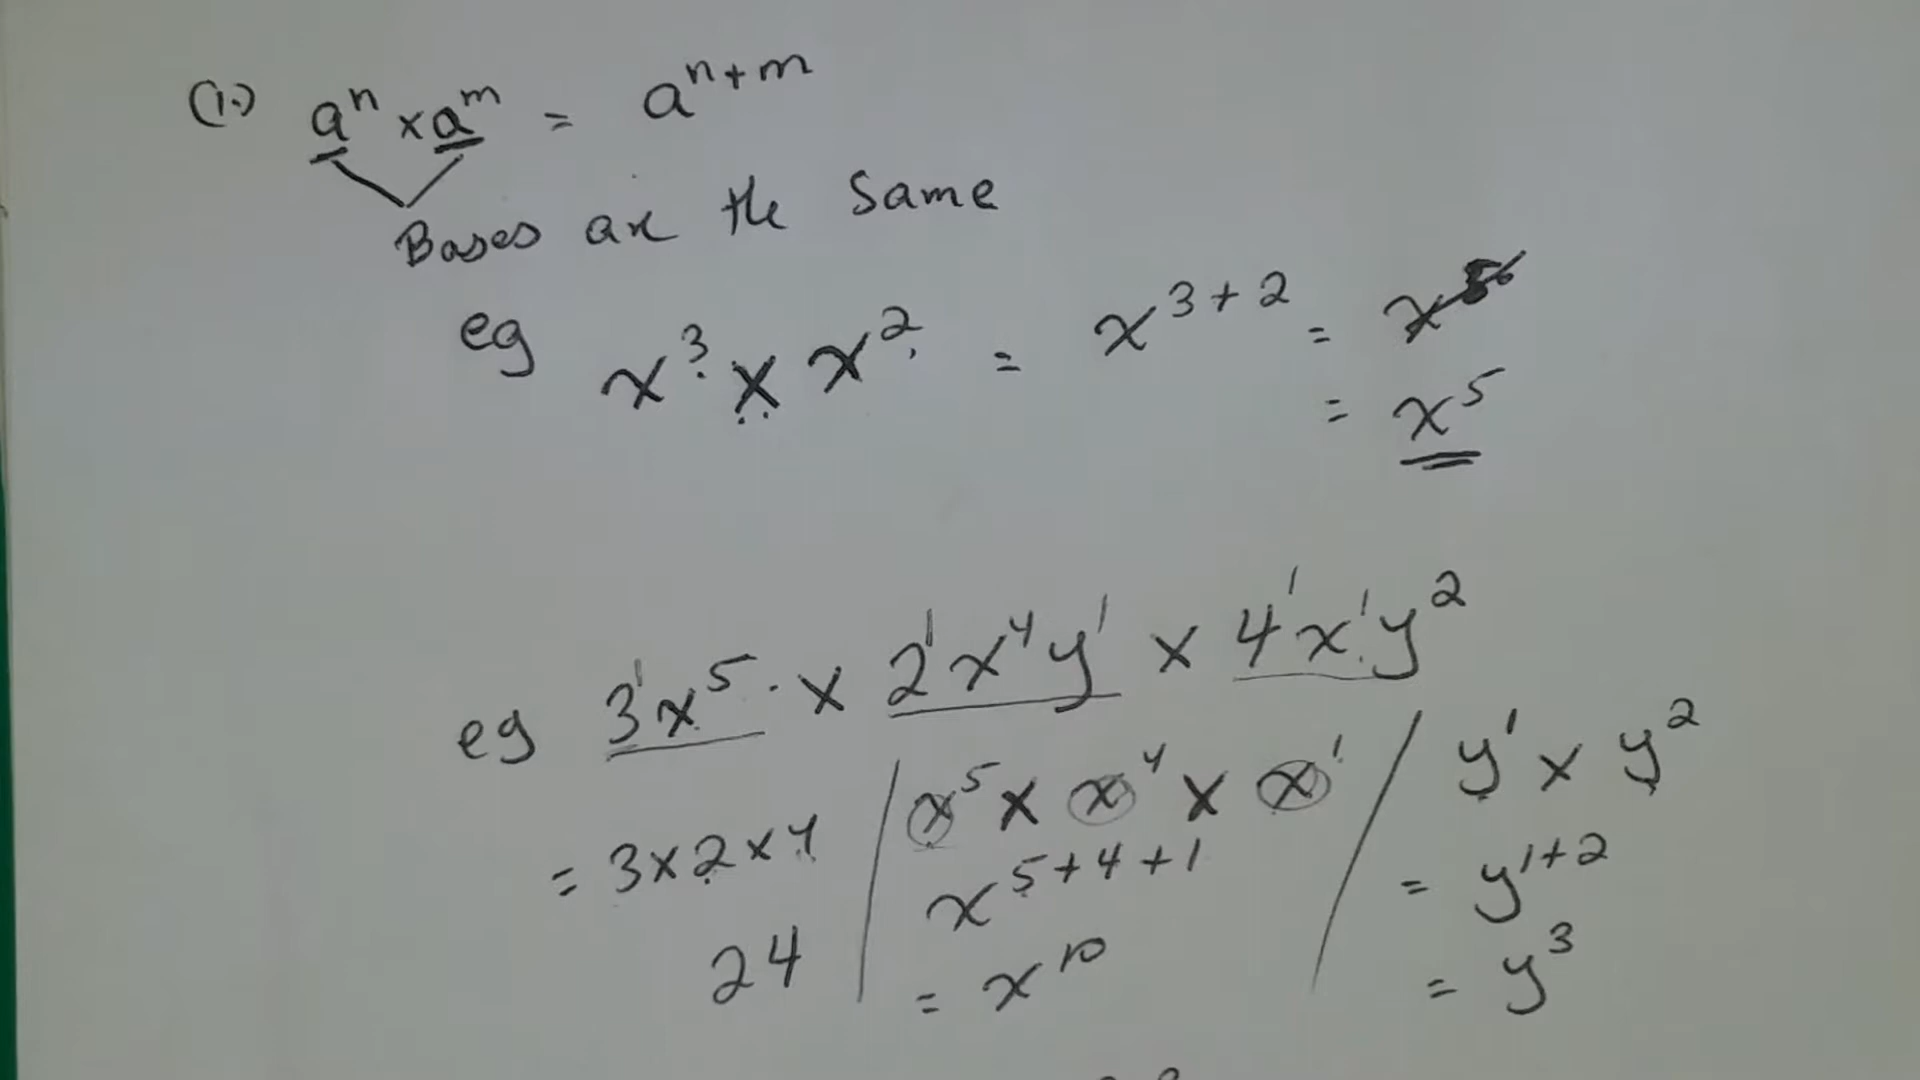 (1.) aⁿ × aᵐ = aⁿ⁺ᵐ
Bases are the Same
eg x³ × x² = x³⁺² =
= x⁵
eg 3¹x⁵ · × 2¹x⁴y¹ × 4¹x¹y²
= 3×2×4 / x⁵ × x⁴ × x¹ / y¹ × y²
24 / x⁵⁺⁴⁺¹ / = y¹⁺²
= x¹⁰ / = y³